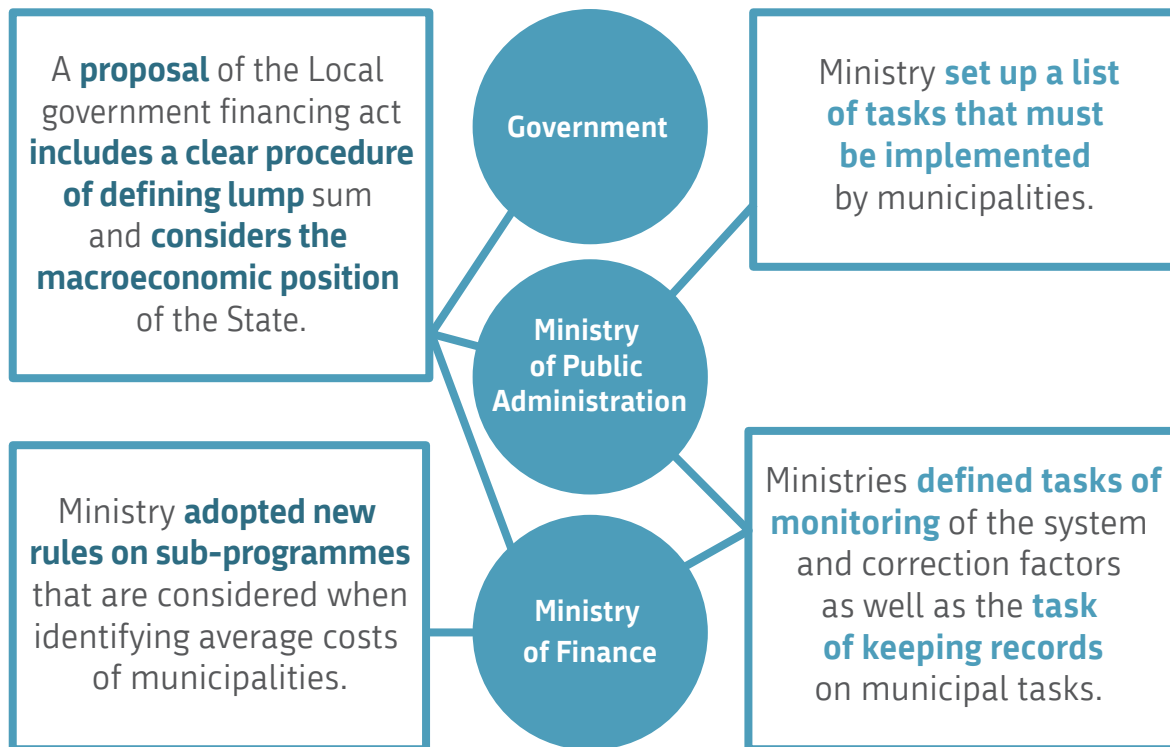 A proposal of the Local
government financing act
includes a clear procedure
of defining lump sum
and considers the
macroeconomic position
of the State.
Government
Ministry set up a list
of tasks that must
be implemented
by municipalities.
Ministry
of Public
Administration
Ministry adopted new
rules on sub-programmes
that are considered when
identifying average costs
of municipalities.
Ministry
of Finance
Ministries defined tasks of
monitoring of the system
and correction factors
as well as the task
of keeping records
on municipal tasks.